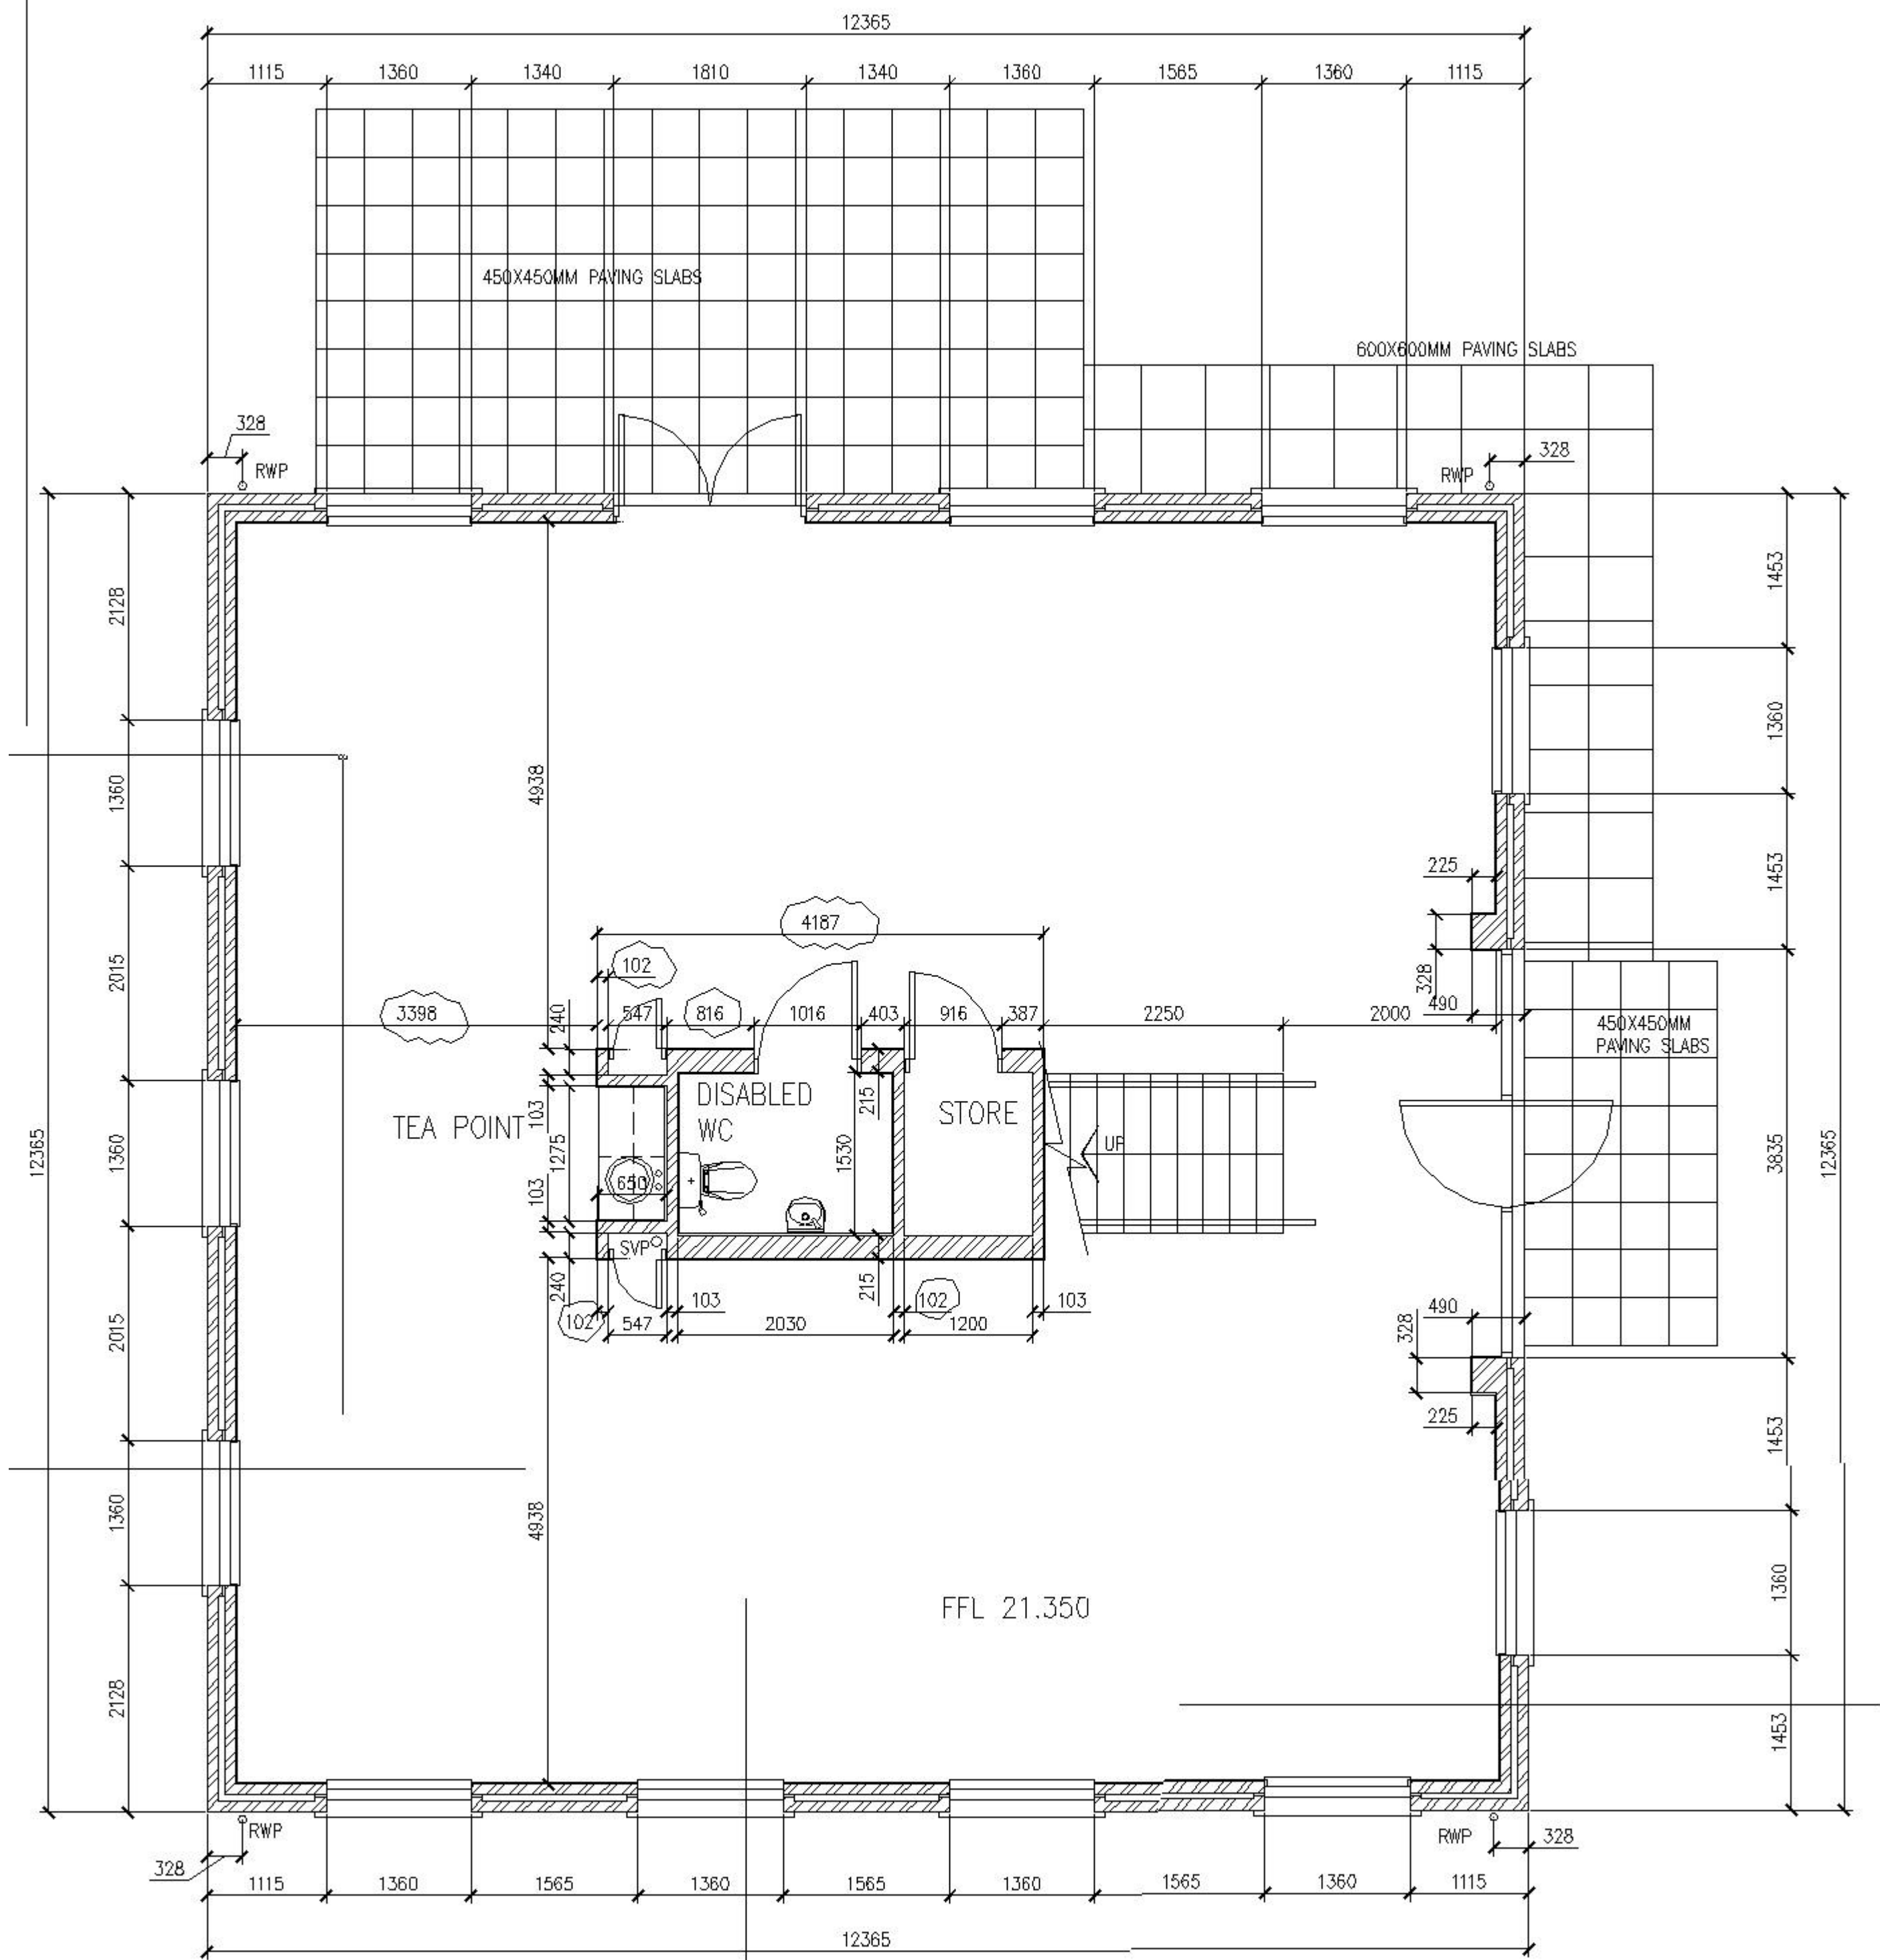 12365
1115 1360 1340 1810 1340 1360 1565 1360 1115
450X450MM PAVING SLABS
600X600MM PAVING SLABS
328
RWP
328
RWP
2128
1453
1360
1360
4938
1453
225
328
490
4187
102
2015
3398
240
547 816 1016 403 916 387 2250 2000
450X450MM
PAVING SLABS
DISABLED
WC
215
STORE
TEA POINT
103
1275
103
650
1530
UP
12365
1360
3835
12365
SVP
240
215
102
547
103
2030
102
1200
103
490
328
225
2015
1453
1360
4938
1360
FFL 21.350
2128
1453
RWP
328
RWP
328
1115 1360 1565 1360 1565 1360 1565 1360 1115
12365